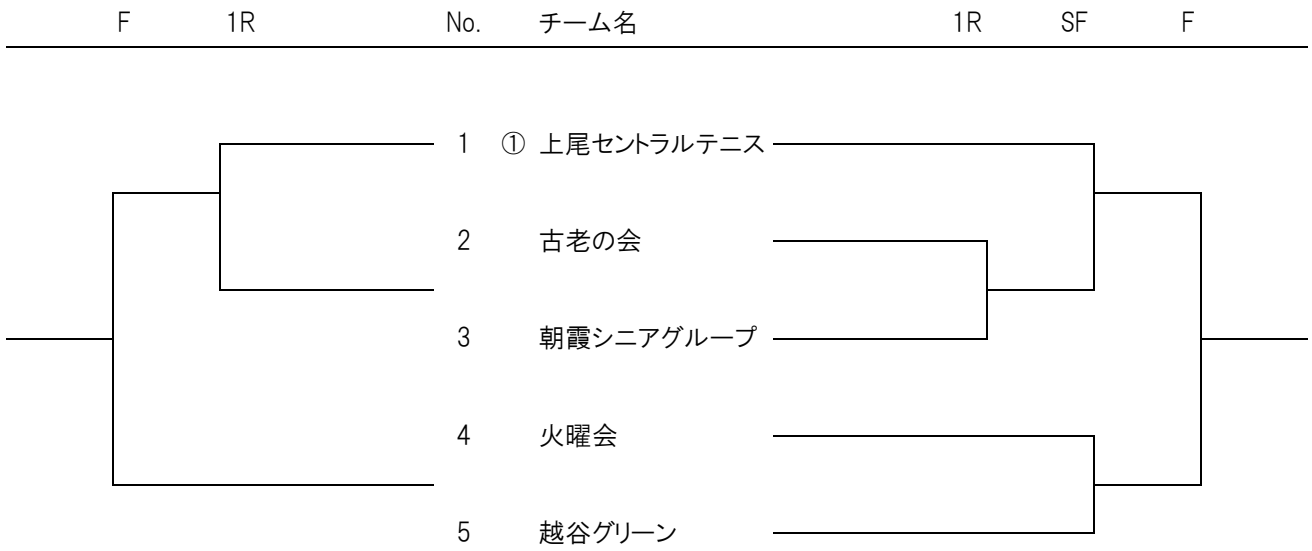 F 1R No. チーム名 1R SF F
1 ① 上尾セントラルテニス
2 古老の会
3 朝霞シニアグループ
4 火曜会
5 越谷グリーン